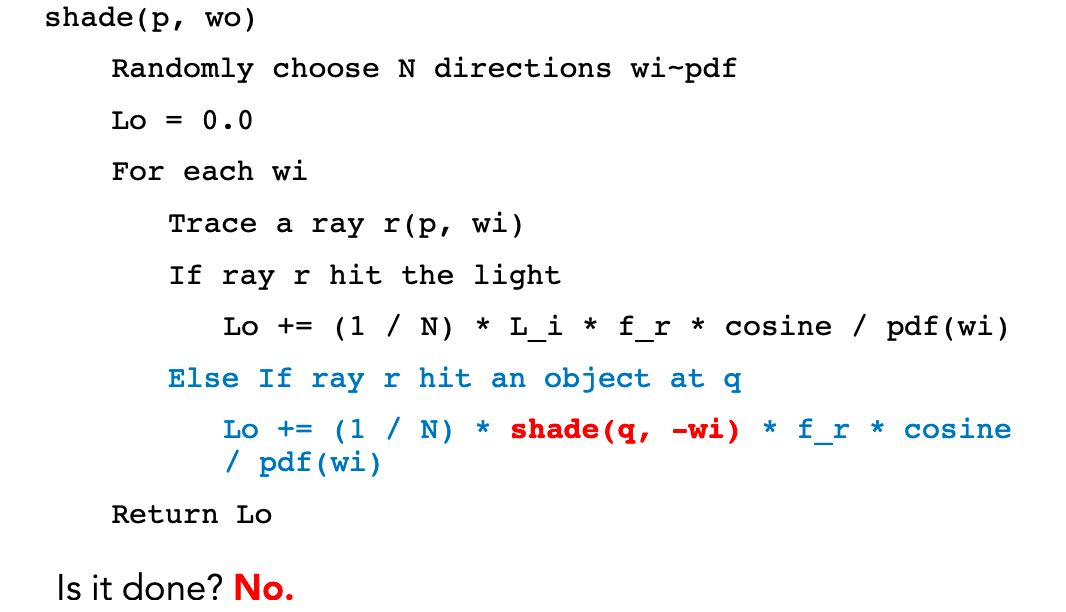 shade(p, wo)
Randomly choose N directions wi~pdf
Lo = 0.0
For each wi
Trace a ray r(p, wi)
If ray r hit the light
Lo += (1 / N) * L_i * f_r * cosine / pdf(wi)
Else If ray r hit an object at q
Lo += (1 / N) * shade(q, -wi) * f_r * cosine
/ pdf(wi)
Return Lo
Is it done? No.